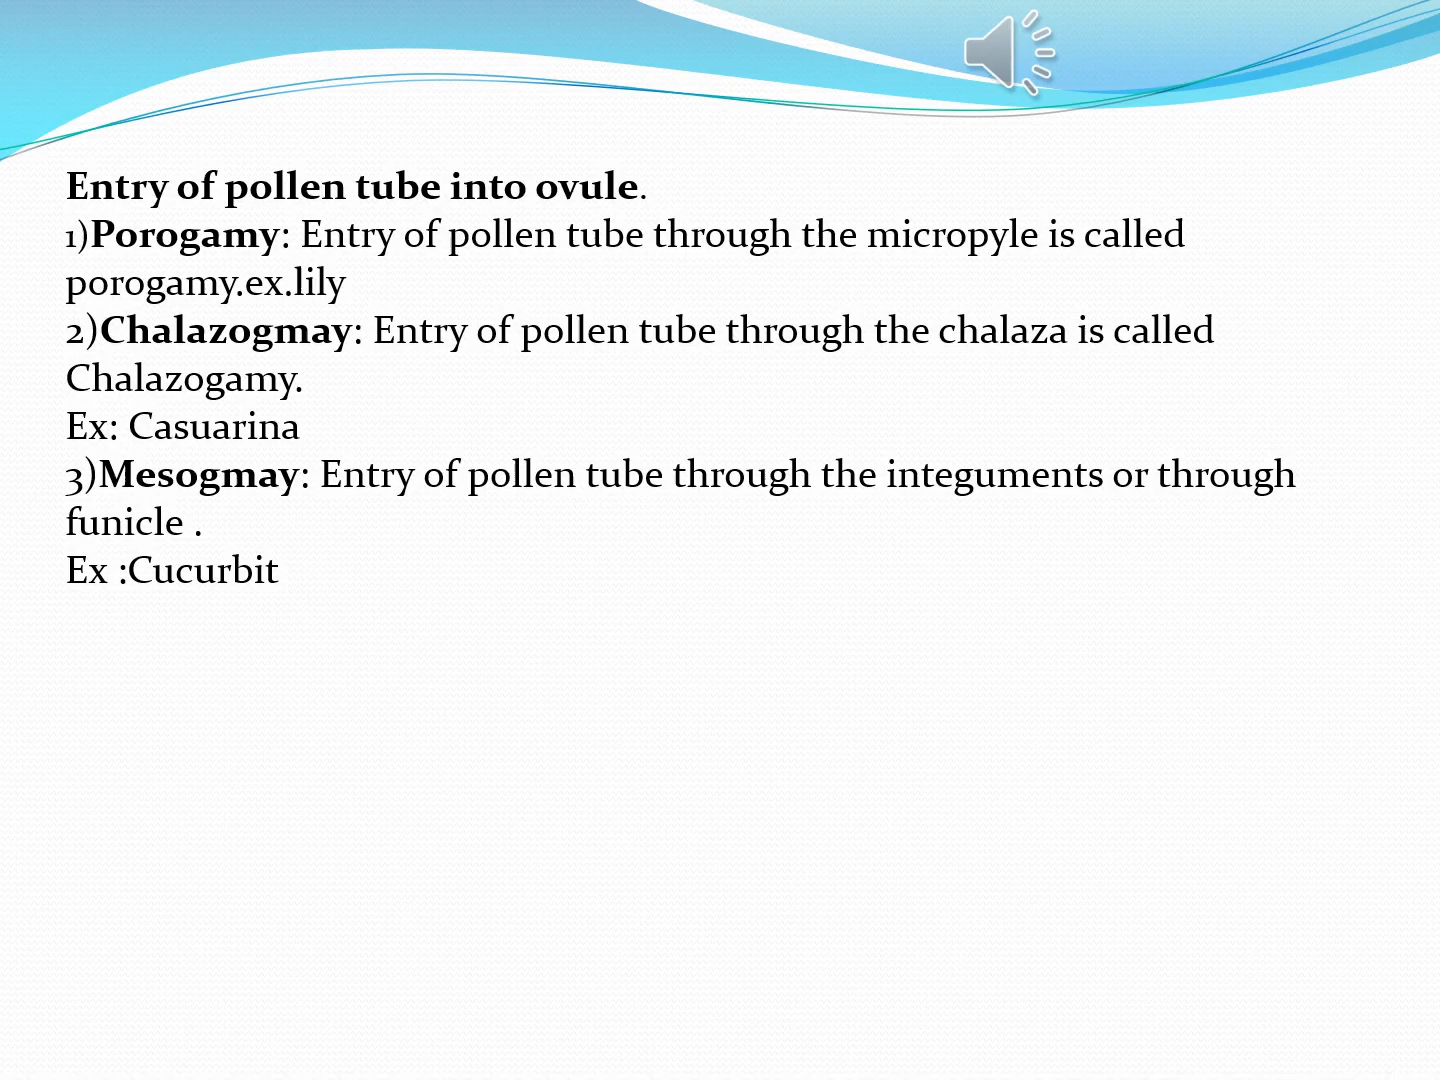 Entry of pollen tube into ovule.
1)Porogamy: Entry of pollen tube through the micropyle is called
porogamy.ex.lily
2)Chalazogmay: Entry of pollen tube through the chalaza is called
Chalazogamy.
Ex: Casuarina
3)Mesogmay: Entry of pollen tube through the integuments or through
funicle .
Ex :Cucurbit